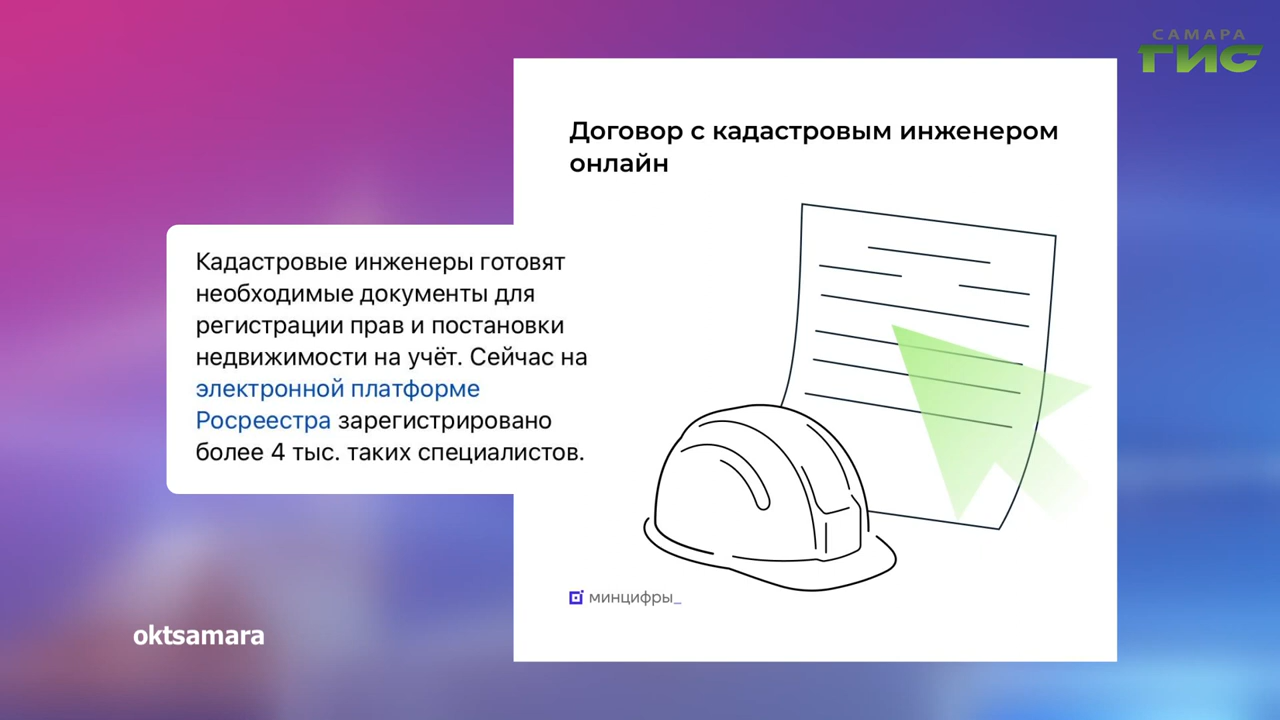 САМАРА
ГИС
Договор с кадастровым инженером
онлайн
Кадастровые инженеры готовят
необходимые документы для
регистрации прав и постановки
недвижимости на учёт. Сейчас на
электронной платформе
Росреестра зарегистрировано
более 4 тыс. таких специалистов.
минцифры_
oktsamara